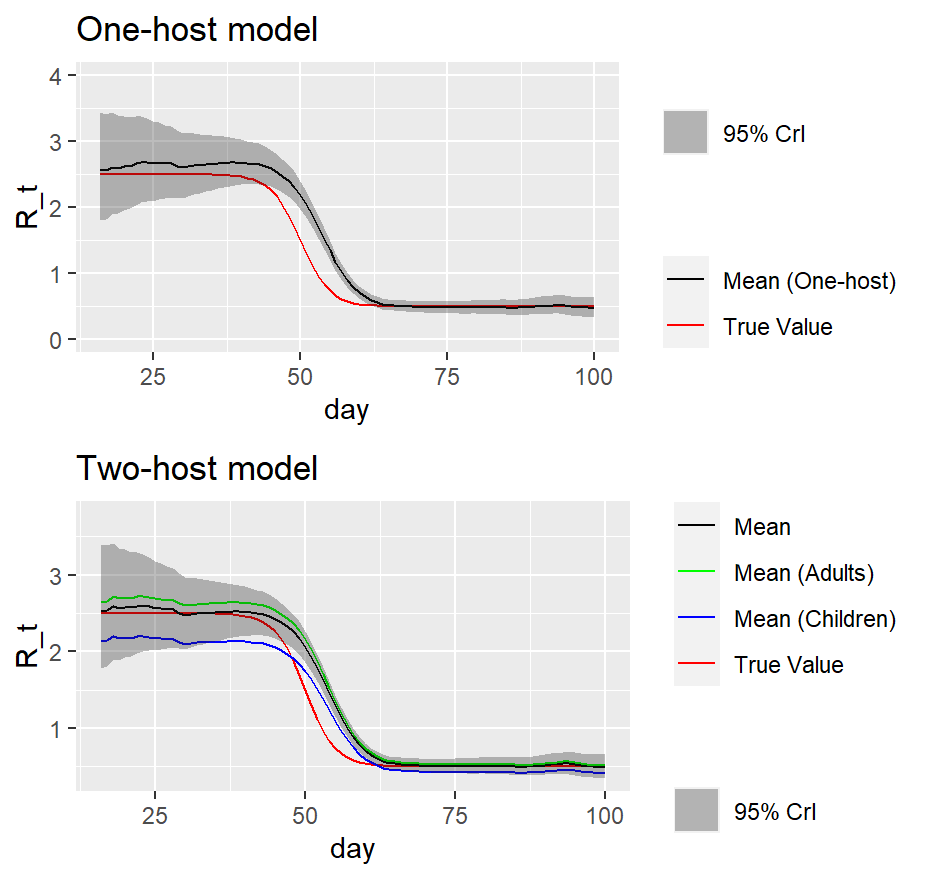 One-host model
4
3
2
1
0
R_t
25 50 75 100
day
95% CrI
Mean (One-host)
True Value
Two-host model
3
2
1
R_t
25 50 75 100
day
Mean
Mean (Adults)
Mean (Children)
True Value
95% CrI